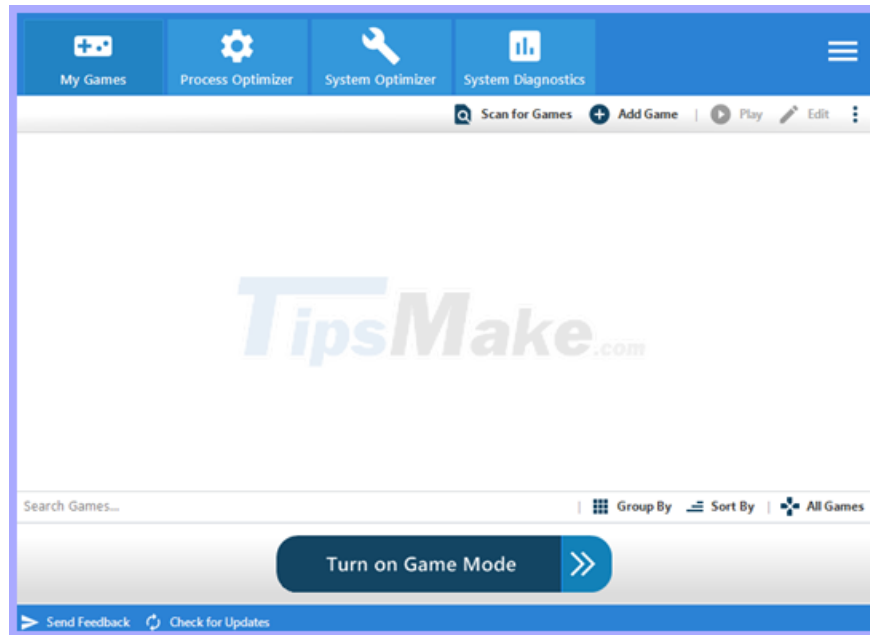 My Games Process Optimizer System Optimizer System Diagnostics
Scan for Games Add Game | Play Edit
TipsMake.com
Search Games... | Group By Sort By | All Games
Turn on Game Mode
Send Feedback Check for Updates